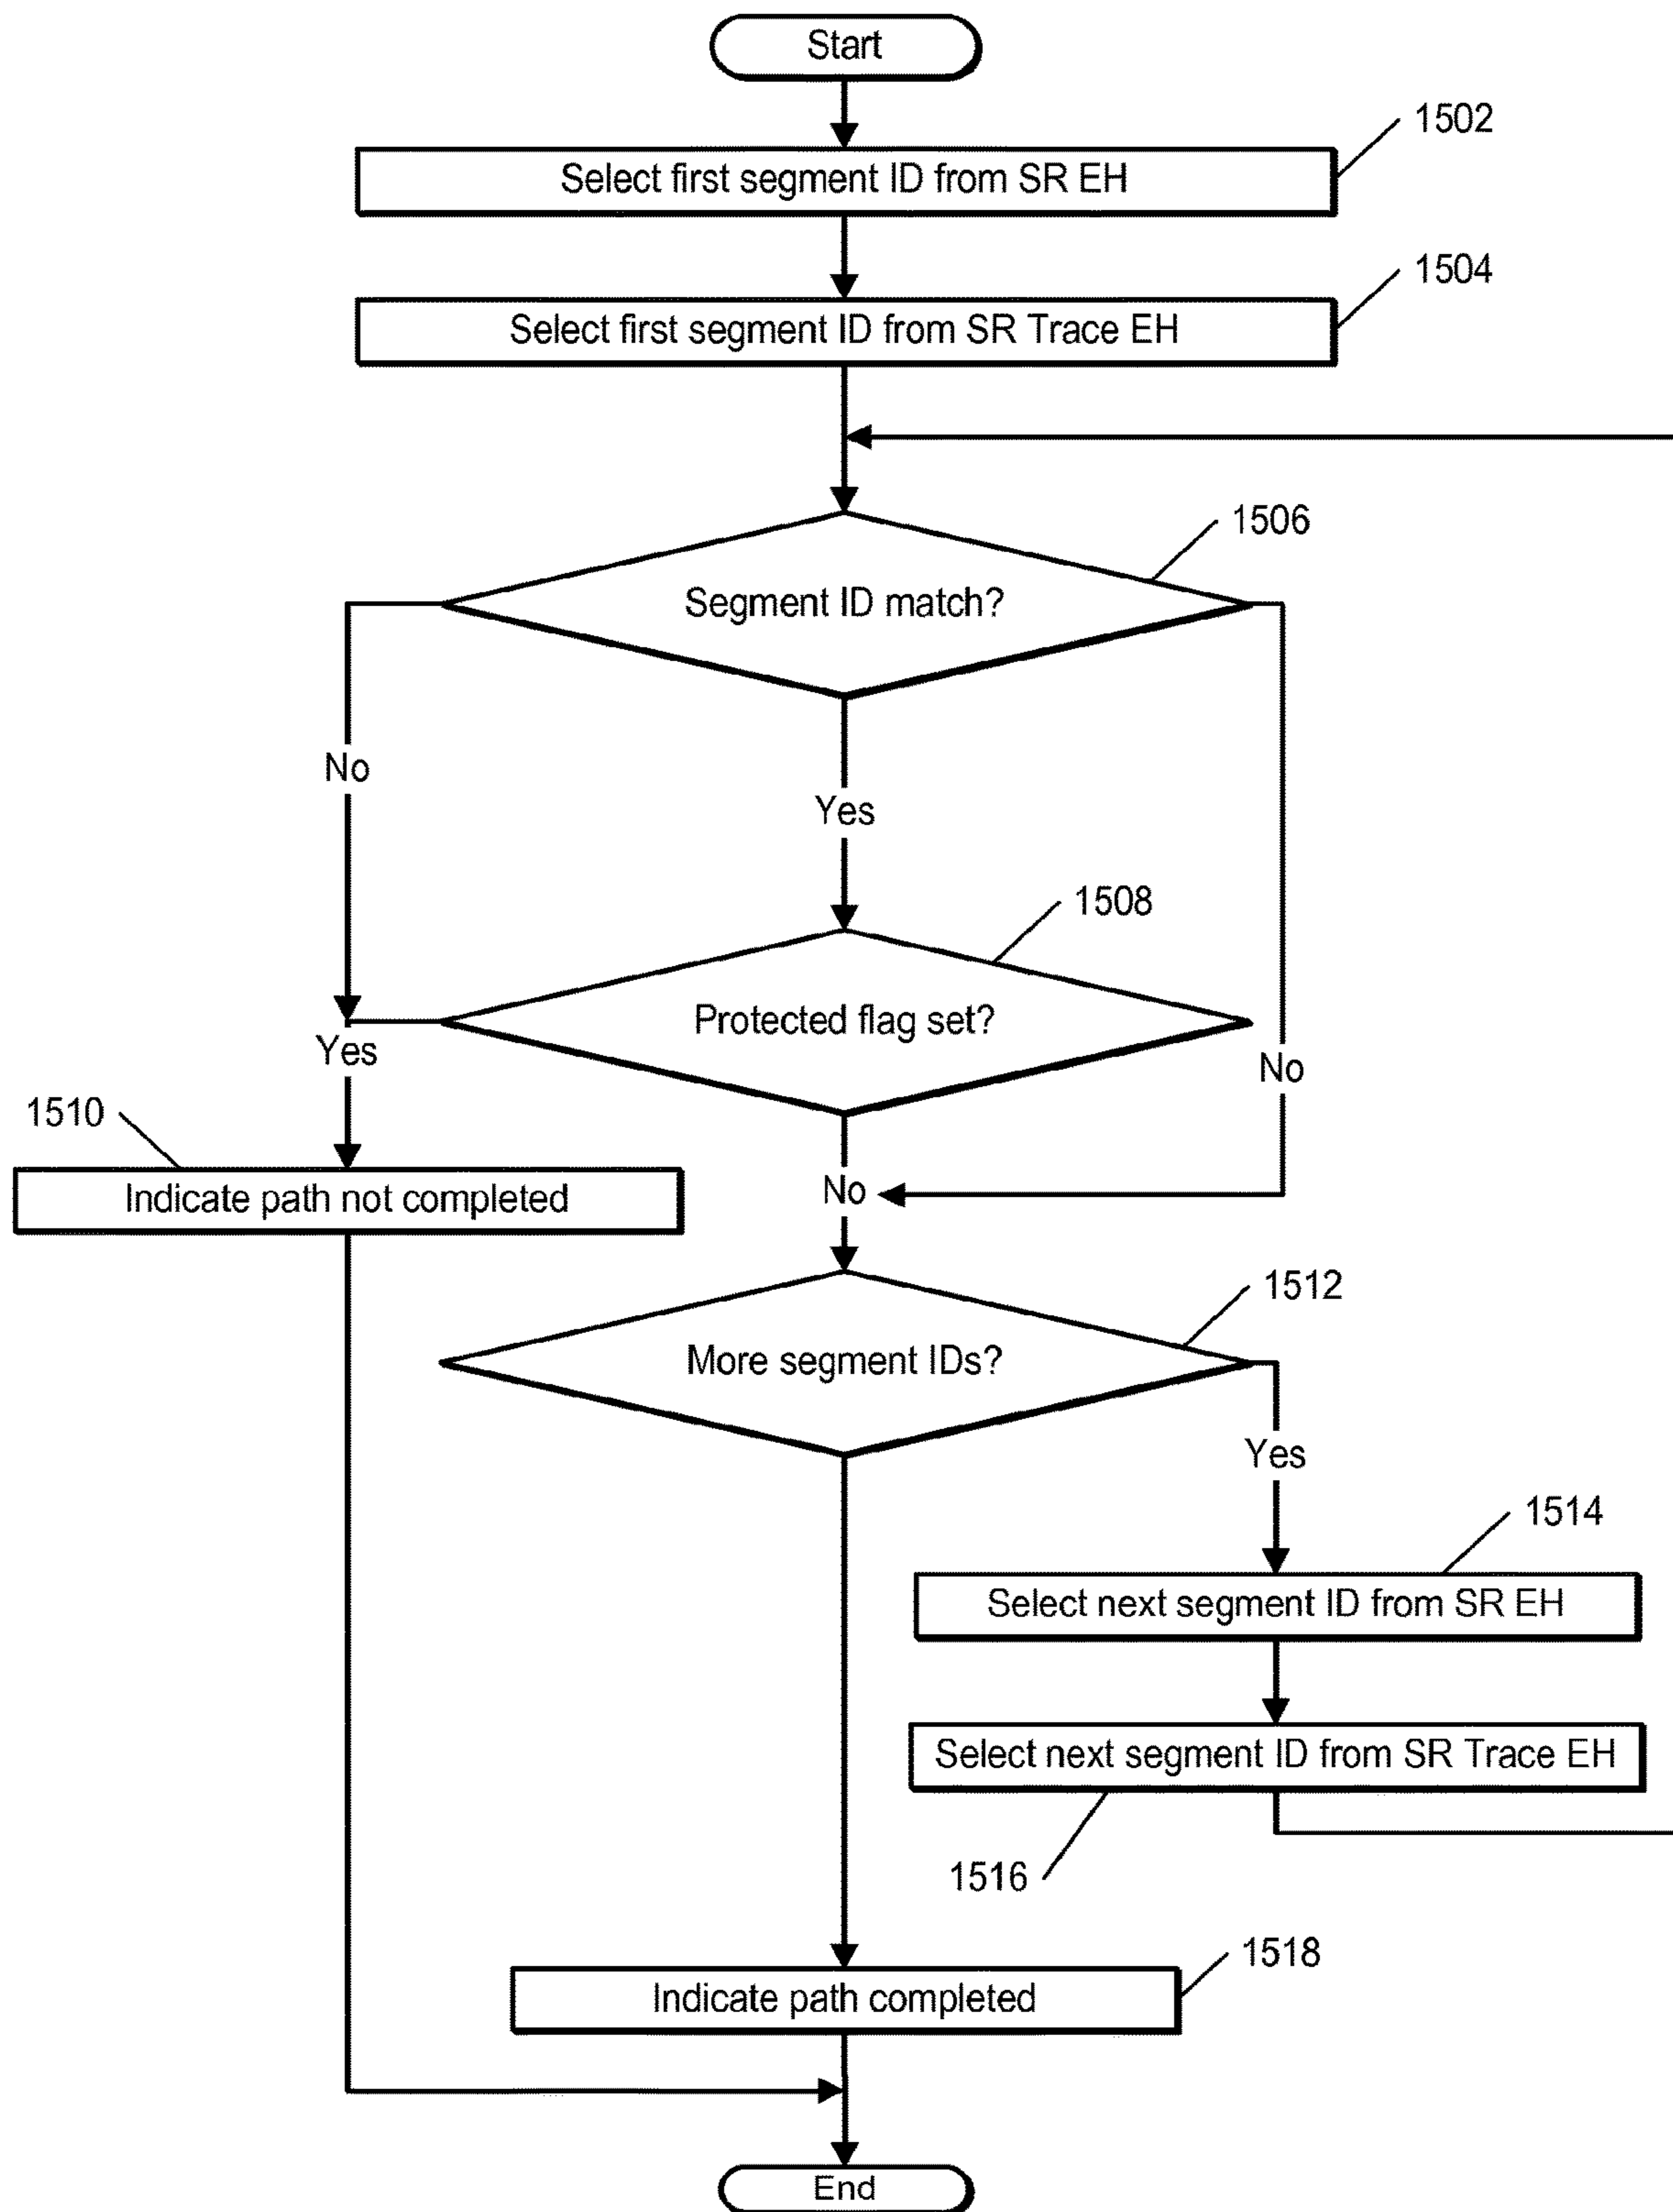 Start
1502
Select first segment ID from SR EH
1504
Select first segment ID from SR Trace EH
1506
Segment ID match?
No
Yes
1508
Protected flag set?
Yes
No
1510
Indicate path not completed
No
1512
More segment IDs?
Yes
1514
Select next segment ID from SR EH
Select next segment ID from SR Trace EH
1516
1518
Indicate path completed
End